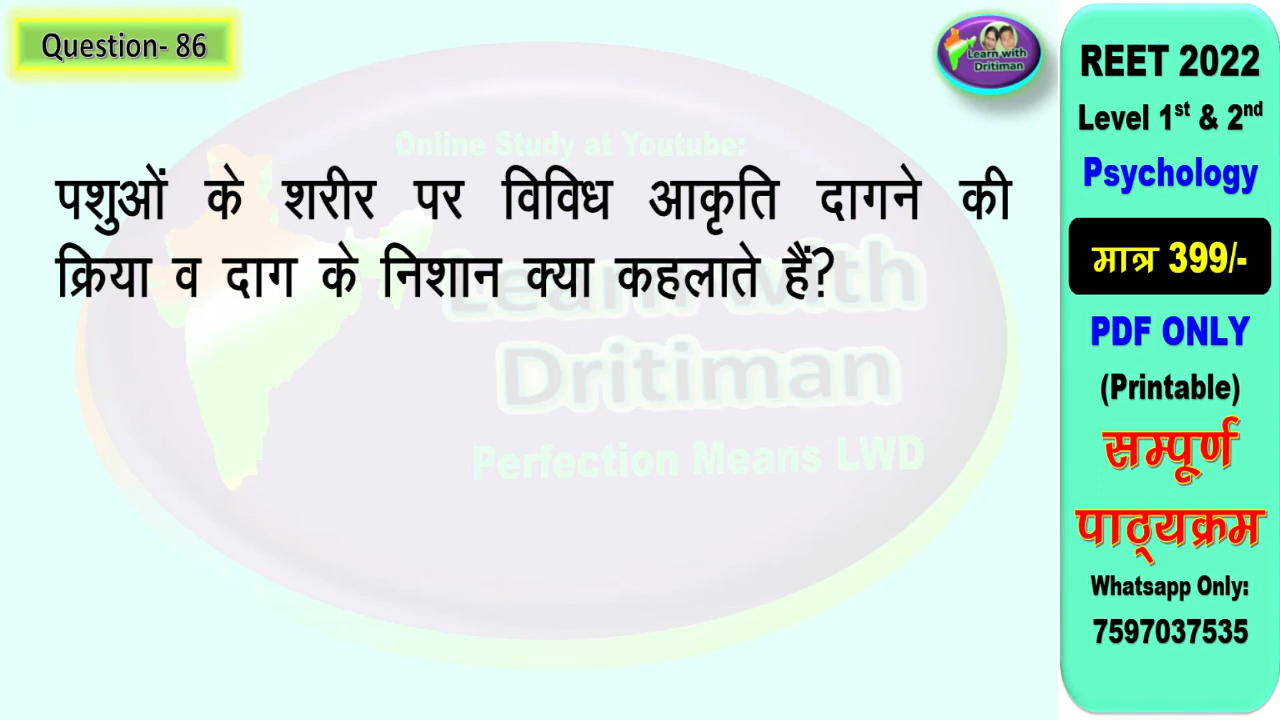 Question- 86
Learn with
Dritiman
Online Study at Youtube:
पशुओं के शरीर पर विविध आकृति दागने की
क्रिया व दाग के निशान क्या कहलाते हैं?
Learn with
Dritiman
Perfection Means LWD
REET 2022
Level 1st & 2nd
Psychology
मात्र 399/-
PDF ONLY
(Printable)
सम्पूर्ण
पाठ्यक्रम
Whatsapp Only:
7597037535